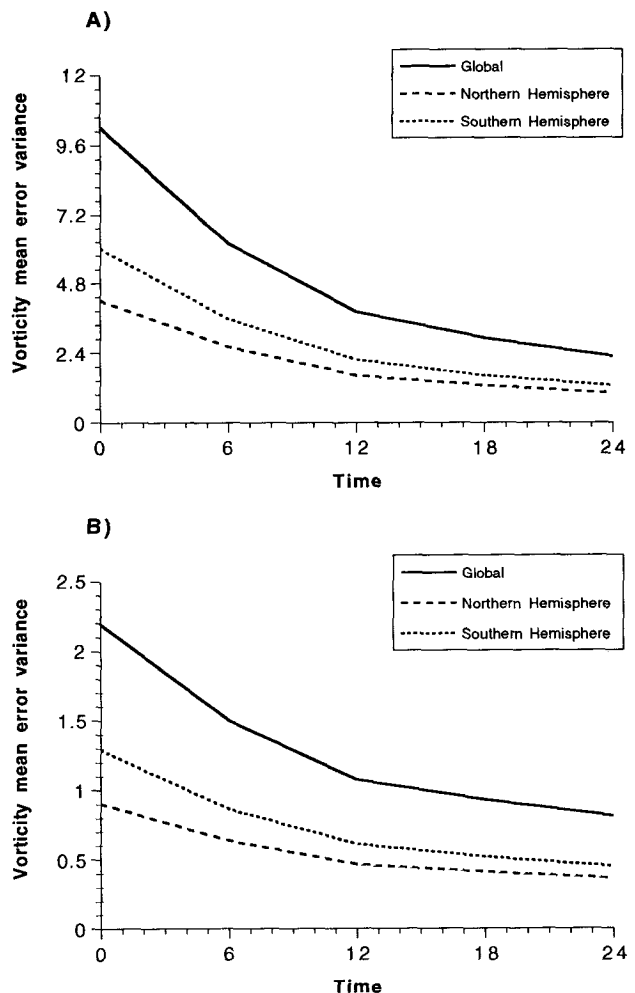 A)
Global
Northern Hemisphere
Southern Hemisphere
Vorticity mean error variance
12
9.6
7.2
4.8
2.4
0
0 6 12 18 24
Time
B)
Global
Northern Hemisphere
Southern Hemisphere
Vorticity mean error variance
2.5
2
1.5
1
0.5
0
0 6 12 18 24
Time